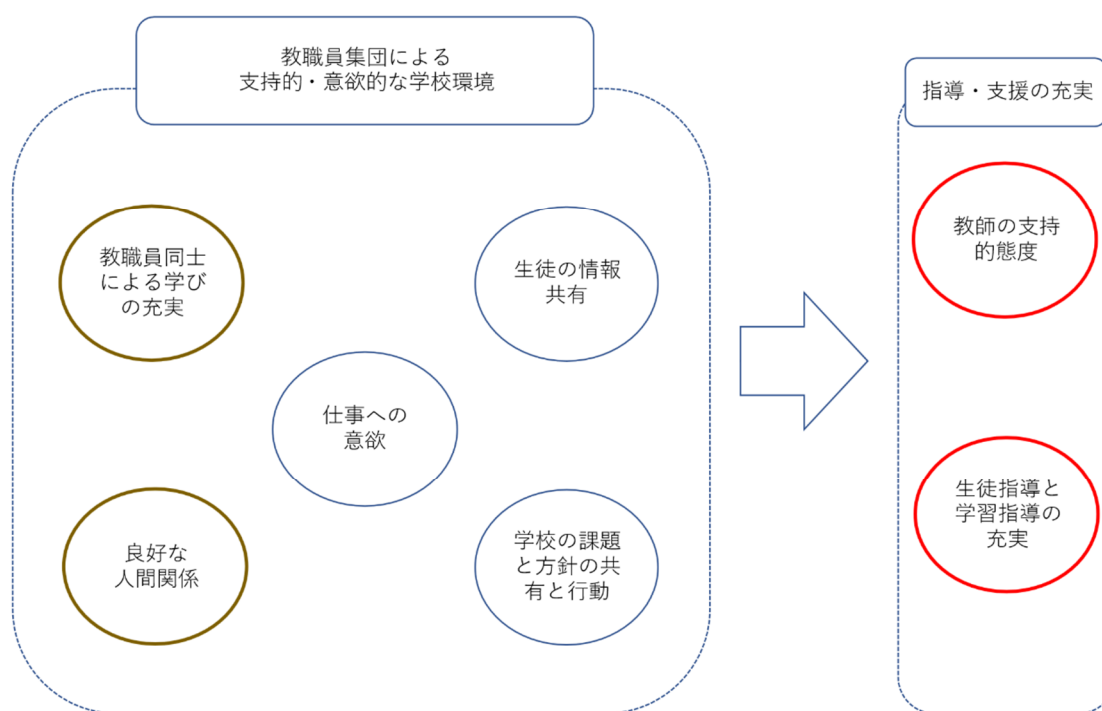 教職員集団による
支持的・意欲的な学校環境
指導・支援の充実
教職員同士
による学び
の充実
生徒の情報
共有
仕事への
意欲
良好な
人間関係
学校の課題
と方針の共
有と行動
教師の支持
的態度
生徒指導と
学習指導の
充実